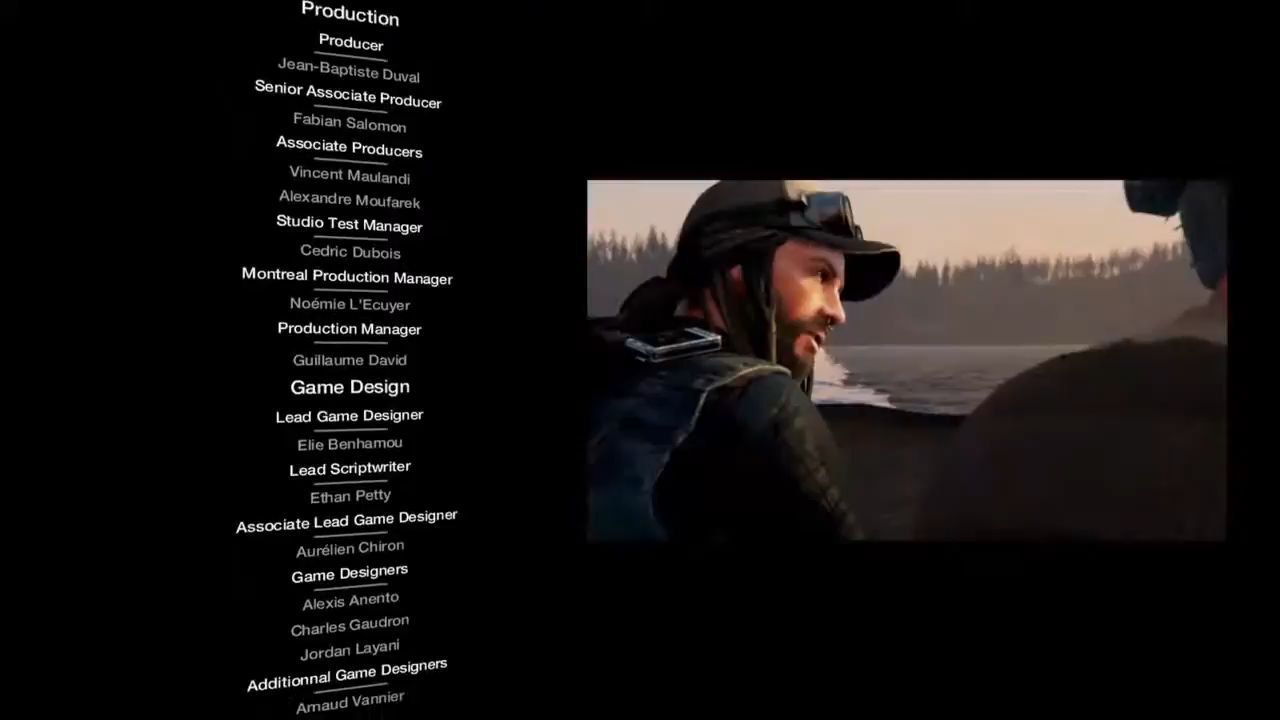 Production
Producer
Jean-Baptiste Duval
Senior Associate Producer
Fabian Salomon
Associate Producers
Vincent Maulandi
Alexandre Moufarek
Studio Test Manager
Cedric Dubois
Montreal Production Manager
Noémie L'Ecuyer
Production Manager
Guillaume David
Game Design
Lead Game Designer
Elie Benhamou
Lead Scriptwriter
Ethan Petty
Associate Lead Game Designer
Aurélien Chiron
Game Designers
Alexis Anento
Charles Gaudron
Jordan Layani
Additionnal Game Designers
Arnaud Vannier